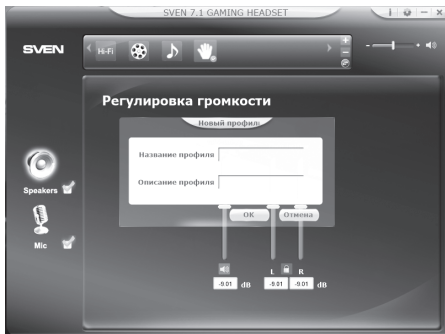 SVEN 7.1 GAMING HEADSET
SVEN
Hi-Fi
Регулировка громкости
Новый профиль
Название профиля
Описание профиля
OK
Отмена
Speakers
Mic
L R
-9.01 dB
-9.01 -9.01 dB